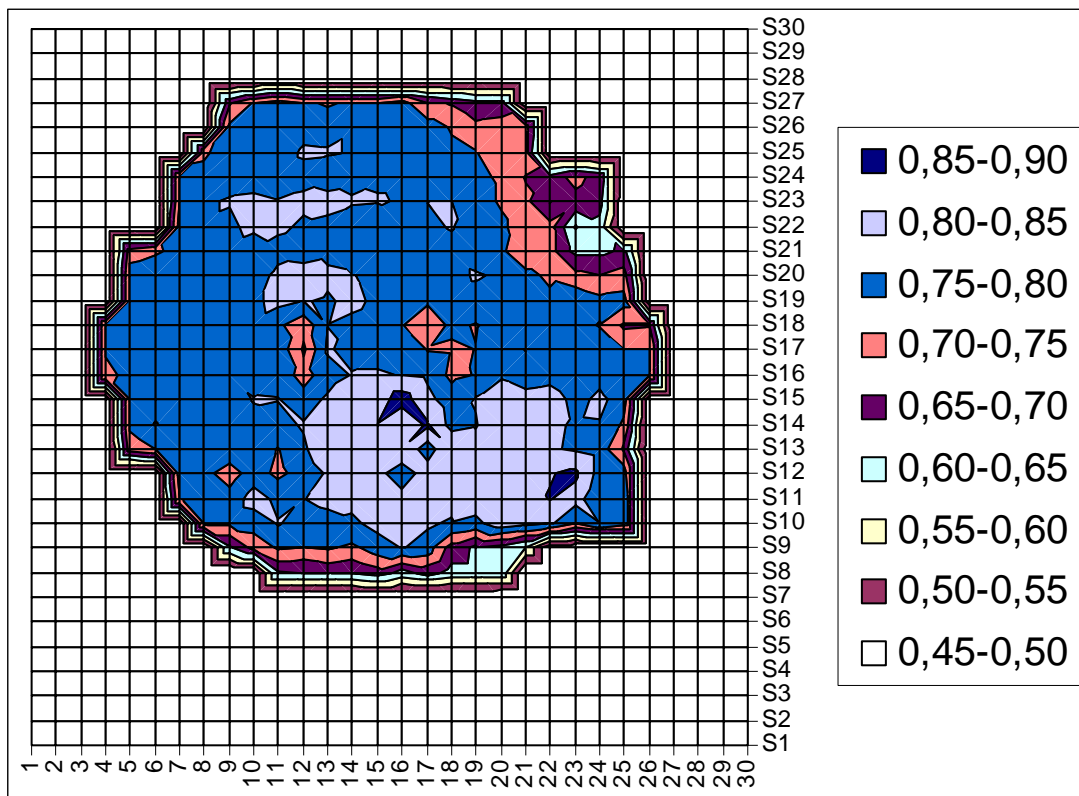 S30
S29
S28
S27
S26
S25
S24
S23
S22
S21
S20
S19
S18
S17
S16
S15
S14
S13
S12
S11
S10
S9
S8
S7
S6
S5
S4
S3
S2
S1
1 2 3 4 5 6 7 8 9 10 11 12 13 14 15 16 17 18 19 20 21 22 23 24 25 26 27 28 29 30
0,85-0,90
0,80-0,85
0,75-0,80
0,70-0,75
0,65-0,70
0,60-0,65
0,55-0,60
0,50-0,55
0,45-0,50